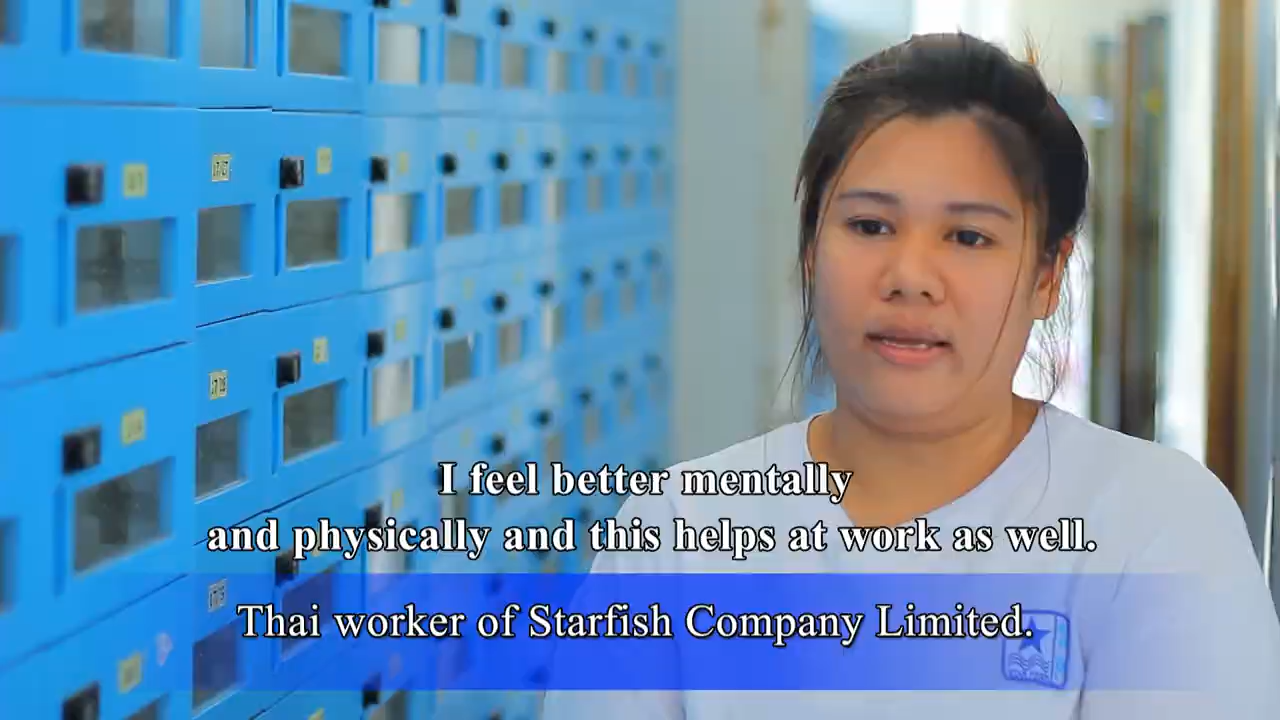 I feel better mentally
and physically and this helps at work as well.
Thai worker of Starfish Company Limited.